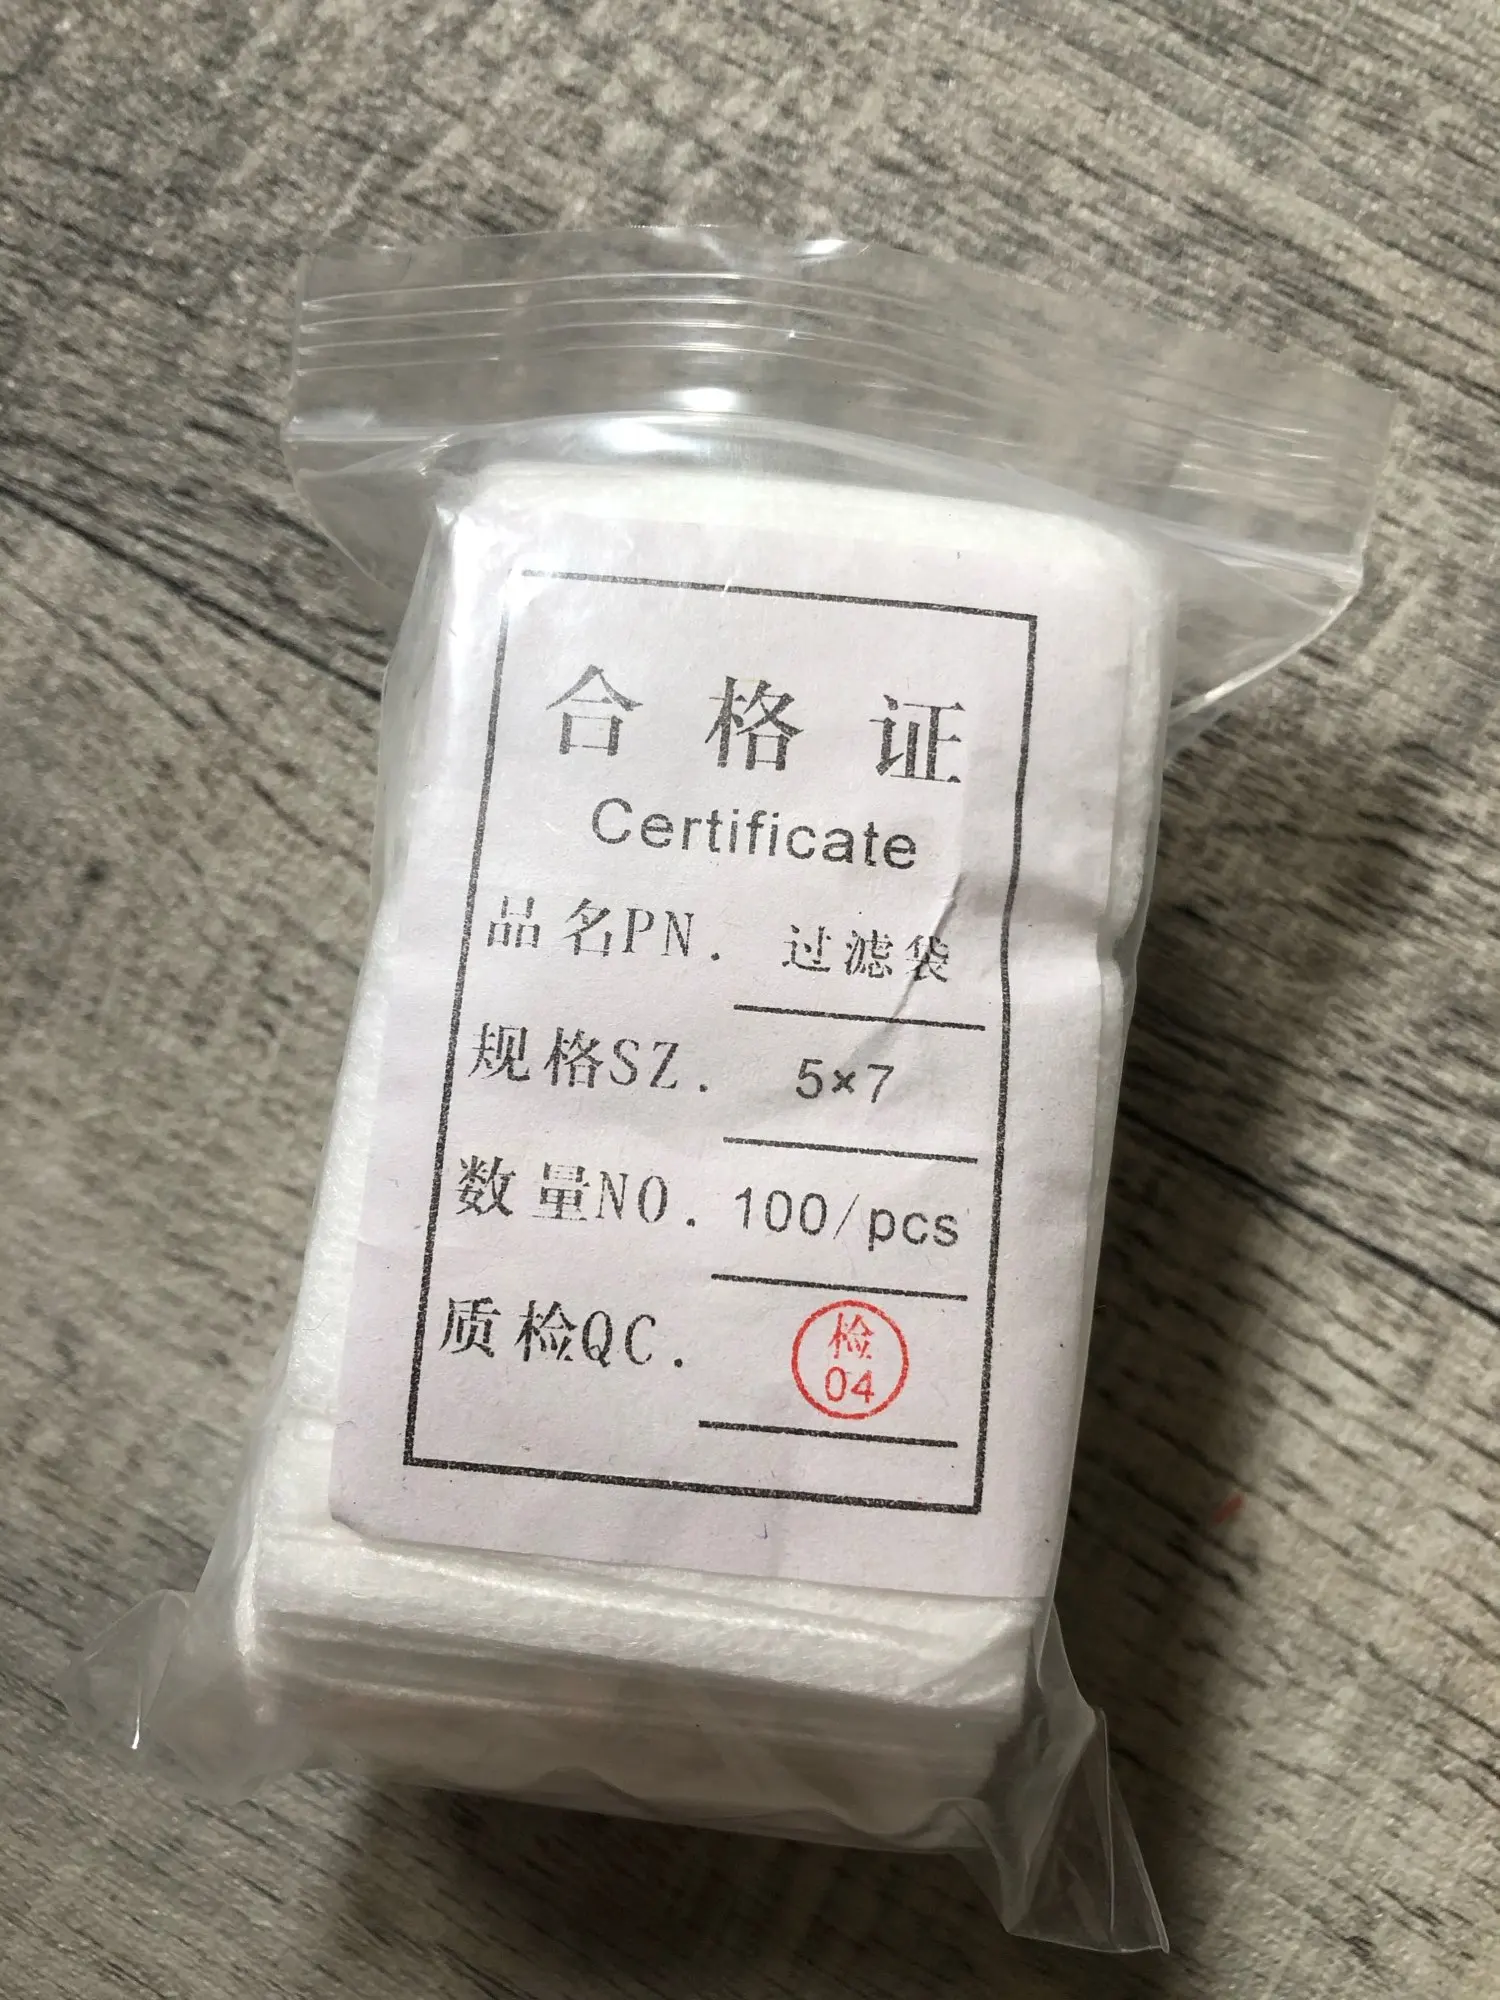 合格证
Certificate
品名PN. 过滤袋
规格SZ. 5×7
数量NO. 100/pcs
质检QC. 检
04